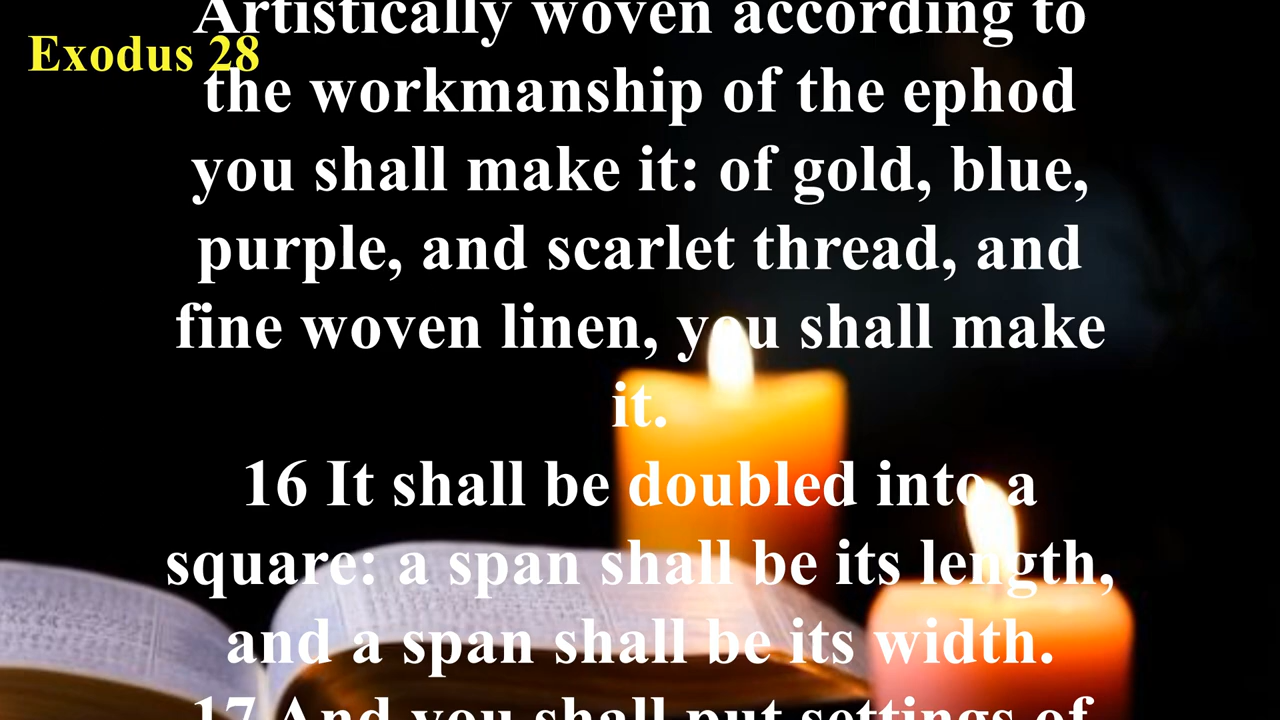 Exodus 28
Artistically woven according to
the workmanship of the ephod
you shall make it: of gold, blue,
purple, and scarlet thread, and
fine woven linen, you shall make
it.
16 It shall be doubled into a
square: a span shall be its length,
and a span shall be its width.
17 And you shall put settings of